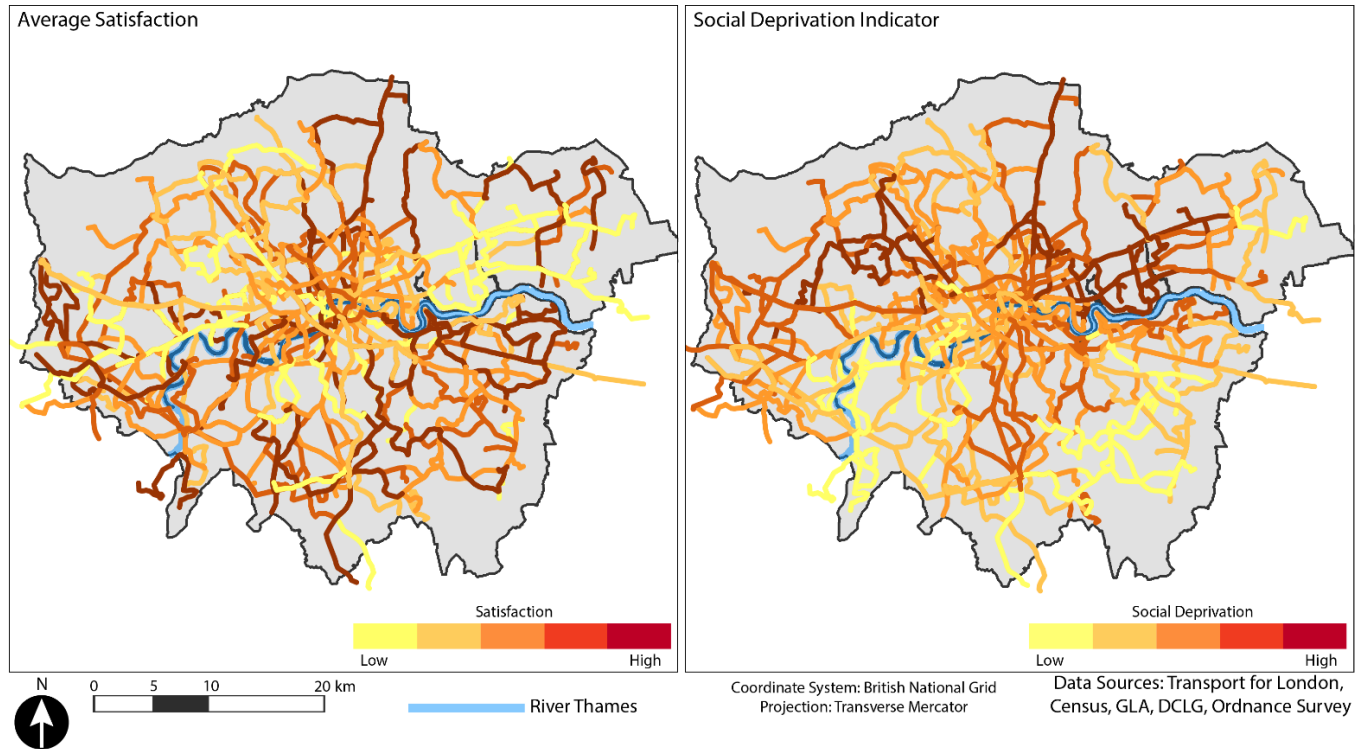 Average Satisfaction
Social Deprivation Indicator
Satisfaction
Low High
Social Deprivation
Low High
N
0 5 10 20 km
River Thames
Coordinate System: British National Grid
Projection: Transverse Mercator
Data Sources: Transport for London,
Census, GLA, DCLG, Ordnance Survey